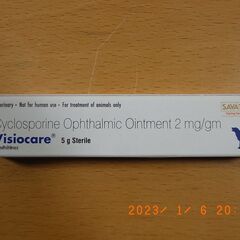 erinary • Not for human use • For treatment of animals only
SAVA
Cyclosporine Ophthalmic Ointment 2 mg/gm
Visiocare®
5 g Sterile
2023/ 1/ 6 20